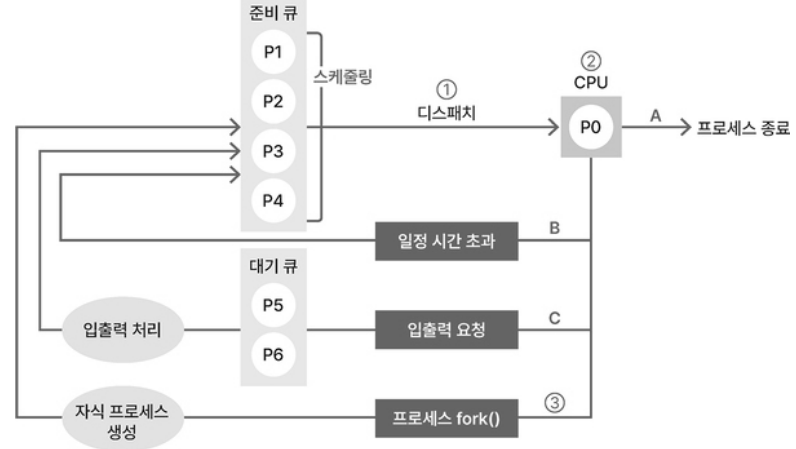 준비 큐
P1
스케줄링
P2
①
디스패치
②
CPU
P0
A
프로세스 종료
P3
P4
일정 시간 초과
B
대기 큐
P5
입출력 처리
입출력 요청
C
P6
자식 프로세스
생성
프로세스 fork()
③